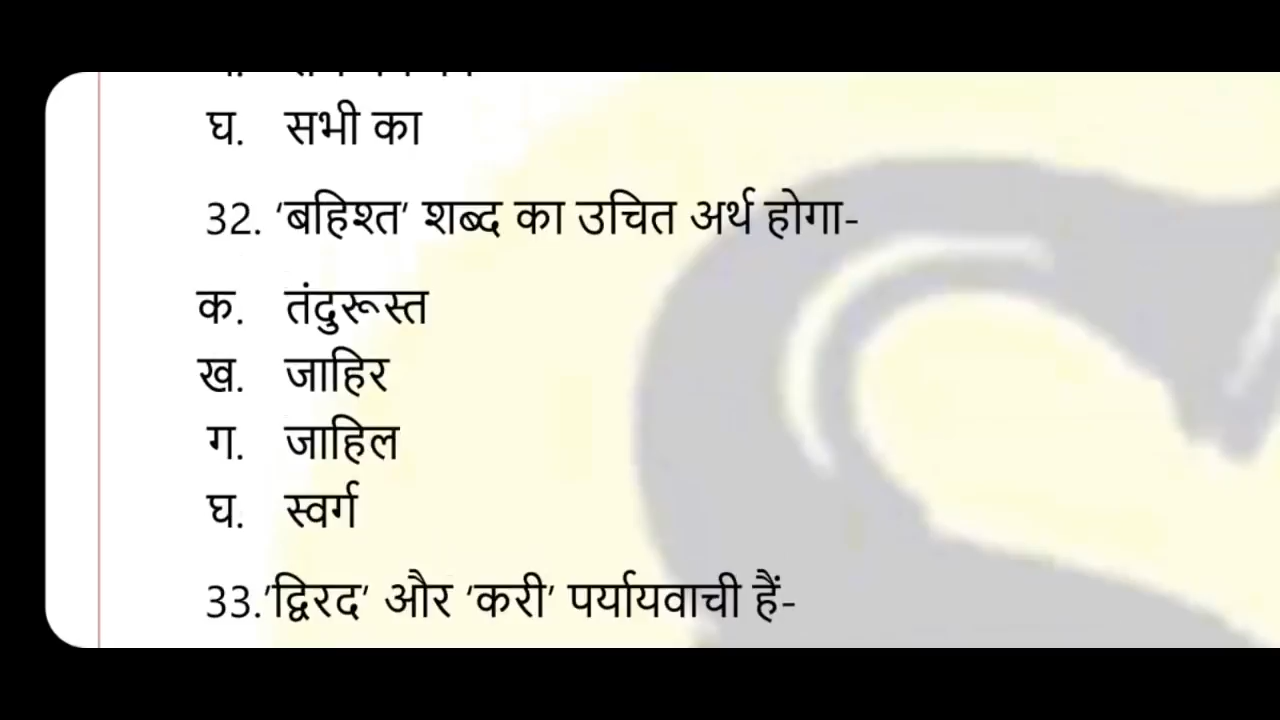 घ. सभी का
32. ‘बहिश्त’ शब्द का उचित अर्थ होगा-
क. तंदुरूस्त
ख. जाहिर
ग. जाहिल
घ. स्वर्ग
33.‘द्विरद’ और ‘करी’ पर्यायवाची हैं-